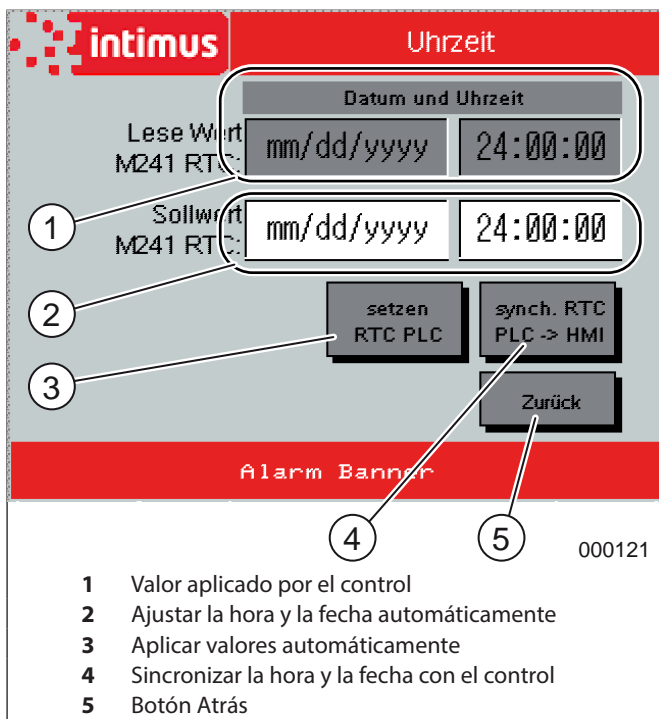 intimus
Uhrzeit
Datum und Uhrzeit
Lese Wert
M241 RTC:
mm/dd/yyyy
24:00:00
Sollwert
M241 RTC:
mm/dd/yyyy
24:00:00
1
2
setzen
RTC PLC
synch. RTC
PLC -> HMI
3
Zurück
Alarm Banner
4
5
000121
1 Valor aplicado por el control
2 Ajustar la hora y la fecha automáticamente
3 Aplicar valores automáticamente
4 Sincronizar la hora y la fecha con el control
5 Botón Atrás